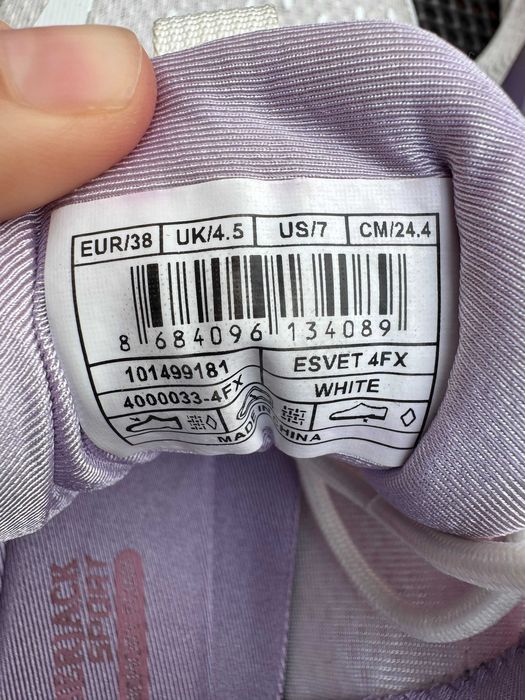 EUR/38 UK/4.5 US/7 CM/24.4
8 684096 134089
101499181 ESVET 4FX
4000033-4FX WHITE
MADE IN CHINA
ERJACK
SPORT